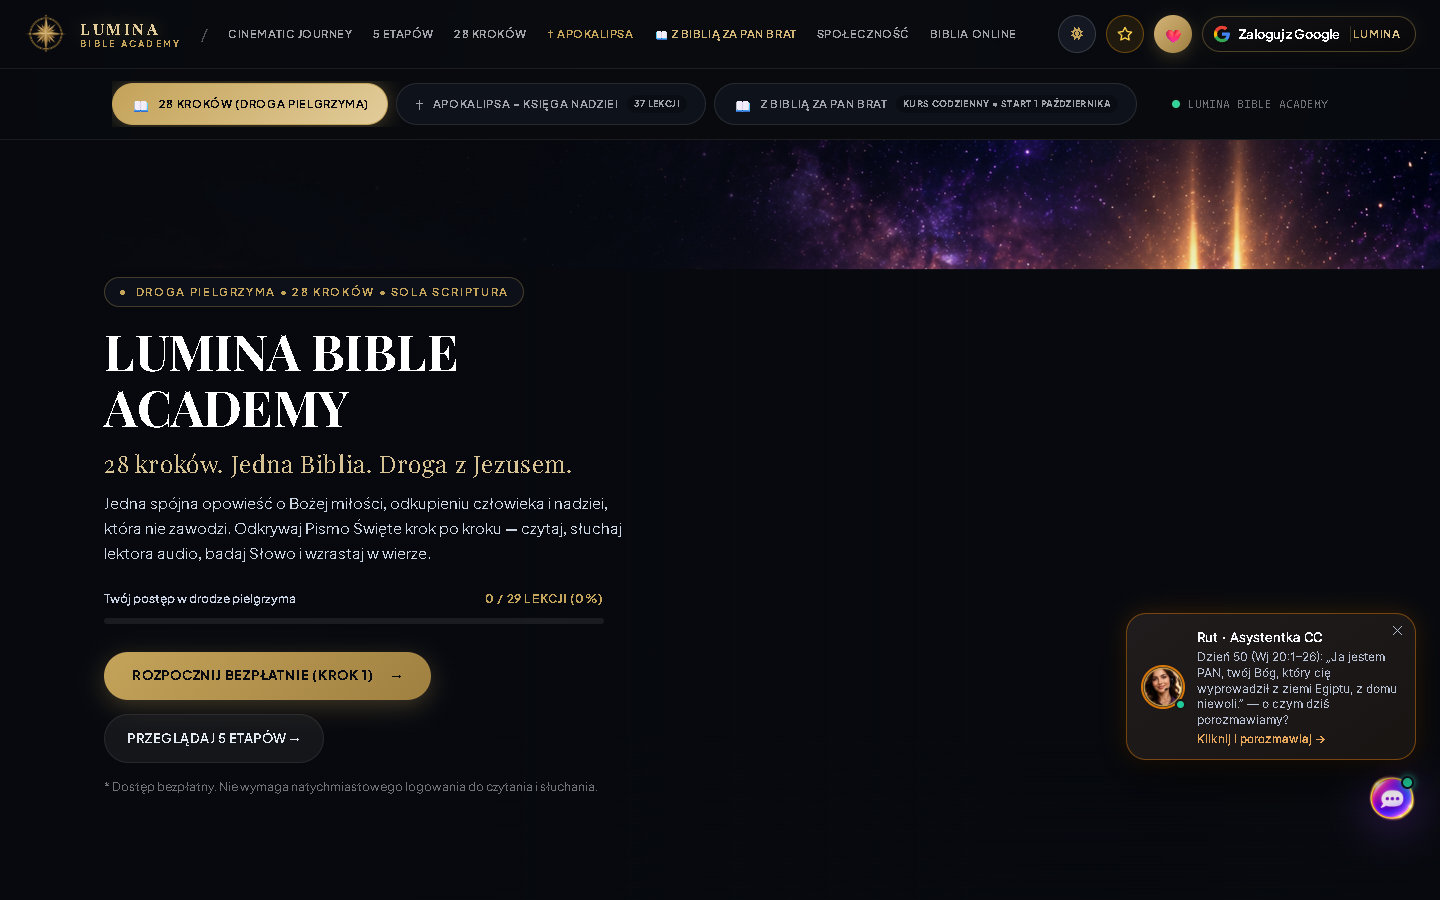 LUMINA
BIBLE ACADEMY
/
CINEMATIC JOURNEY
5 ETAPÓW
28 KROKÓW
† APOKALIPSA
📖 Z BIBLIĄ ZA PAN BRAT
SPOŁECZNOŚĆ
BIBLIA ONLINE
Zaloguj z Google
LUMINA
📖 28 KROKÓW (DROGA PIELGRZYMA)
† APOKALIPSA – KSIĘGA NADZIEI 37 LEKCJI
📖 Z BIBLIĄ ZA PAN BRAT KURS CODZIENNY • START 1 PAŹDZIERNIKA
LUMINA BIBLE ACADEMY
• DROGA PIELGRZYMA • 28 KROKÓW • SOLA SCRIPTURA
LUMINA BIBLE
ACADEMY
28 kroków. Jedna Biblia. Droga z Jezusem.
Jedna spójna opowieść o Bożej miłości, odkupieniu człowieka i nadziei,
która nie zawodzi. Odkrywaj Pismo Święte krok po kroku — czytaj, słuchaj
lektora audio, badaj Słowo i wzrastaj w wierze.
Twój postęp w drodze pielgrzyma
0 / 29 LEKCJI (0%)
ROZPOCZNIJ BEZPŁATNIE (KROK 1) →
PRZEGLĄDAJ 5 ETAPÓW →
* Dostęp bezpłatny. Nie wymaga natychmiastowego logowania do czytania i słuchania.
Rut · Asystentka CC
Dzień 50 (Wj 20:1–26): „Ja jestem
PAN, twój Bóg, który cię
wyprowadził z ziemi Egiptu, z domu
niewoli.” — o czym dziś
porozmawiamy?
Kliknij i porozmawiaj →